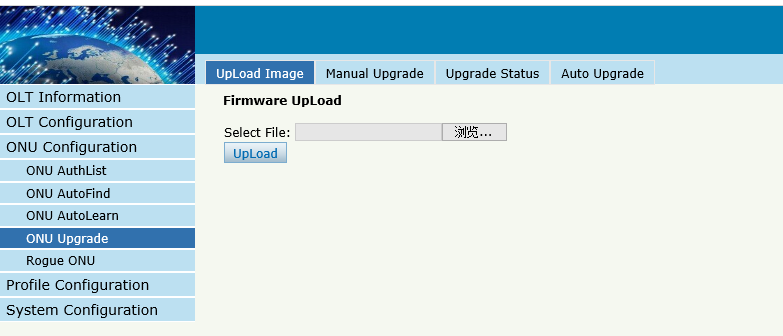 UpLoad Image Manual Upgrade Upgrade Status Auto Upgrade
OLT Information
OLT Configuration
ONU Configuration
ONU AuthList
ONU AutoFind
ONU AutoLearn
ONU Upgrade
Rogue ONU
Profile Configuration
System Configuration
Firmware UpLoad
Select File: 浏览...
UpLoad